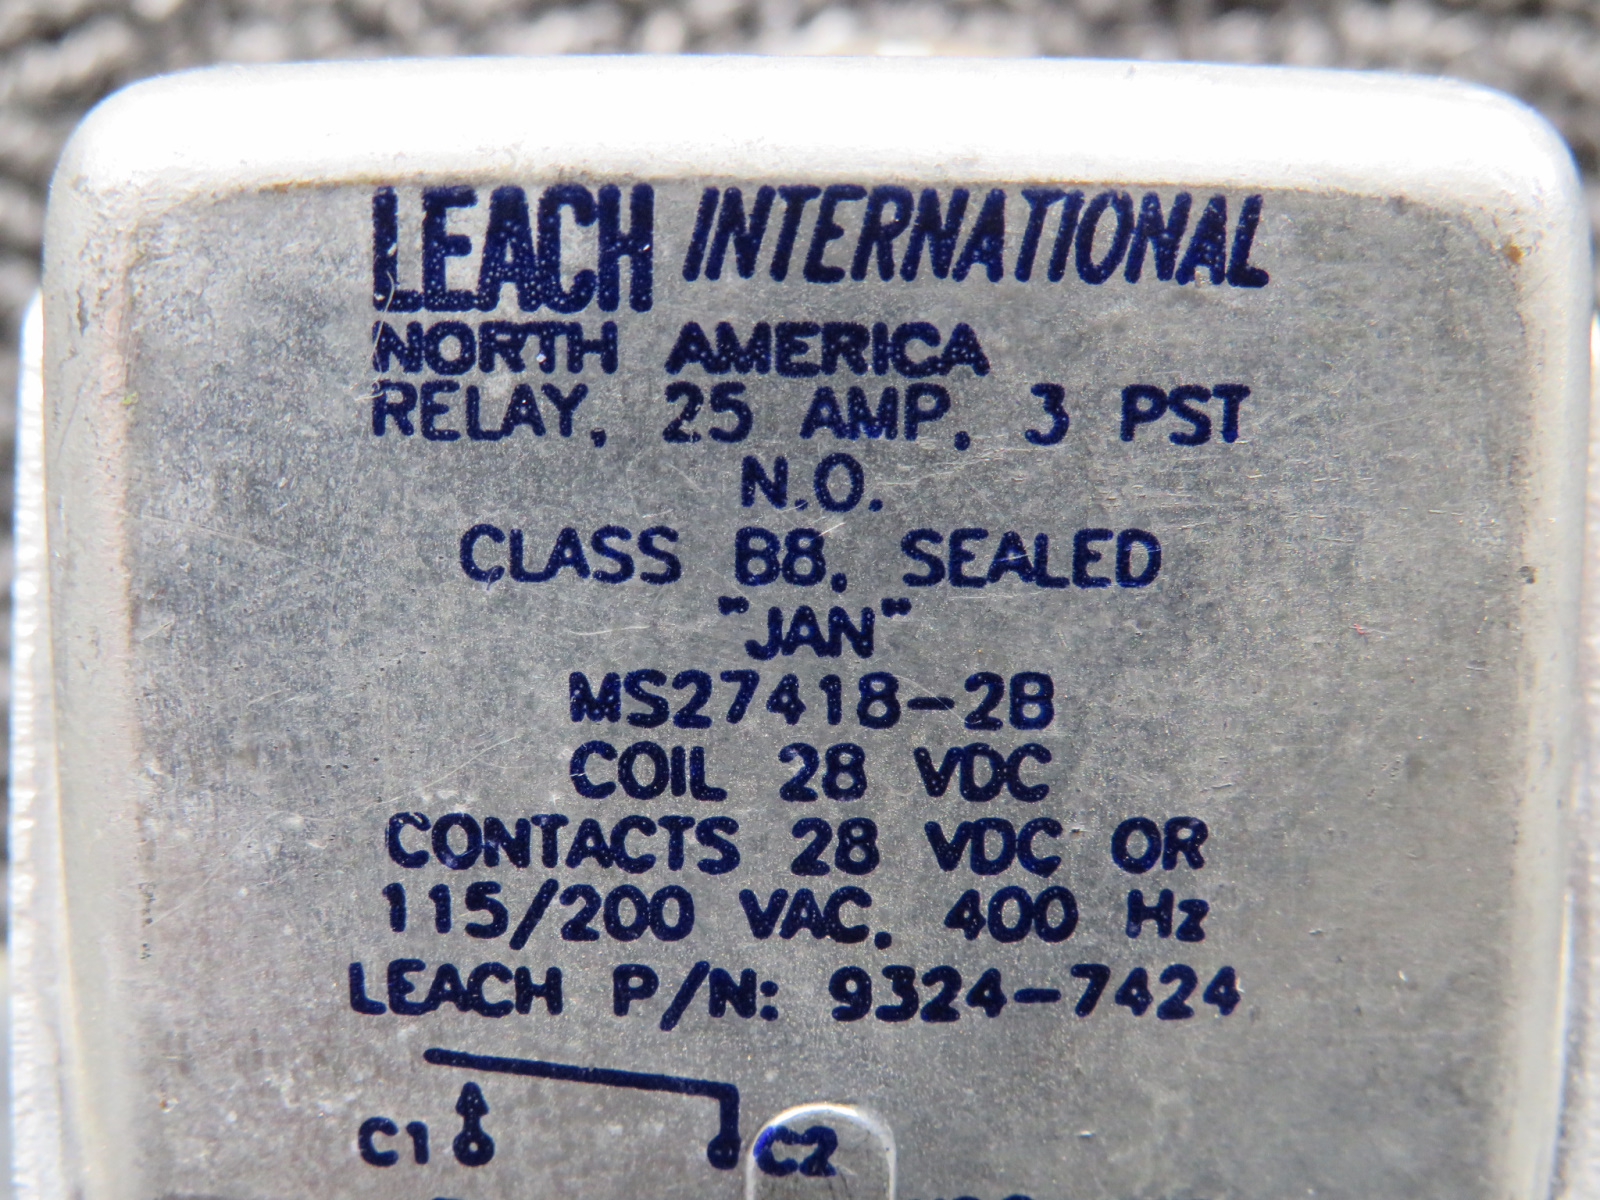 LEACH INTERNATIONAL
NORTH AMERICA
RELAY, 25 AMP, 3 PST
N.O.
CLASS B8, SEALED
"JAN"
MS27418-2B
COIL 28 VDC
CONTACTS 28 VDC OR
115/200 VAC, 400 Hz
LEACH P/N: 9324-7424
C1 C2